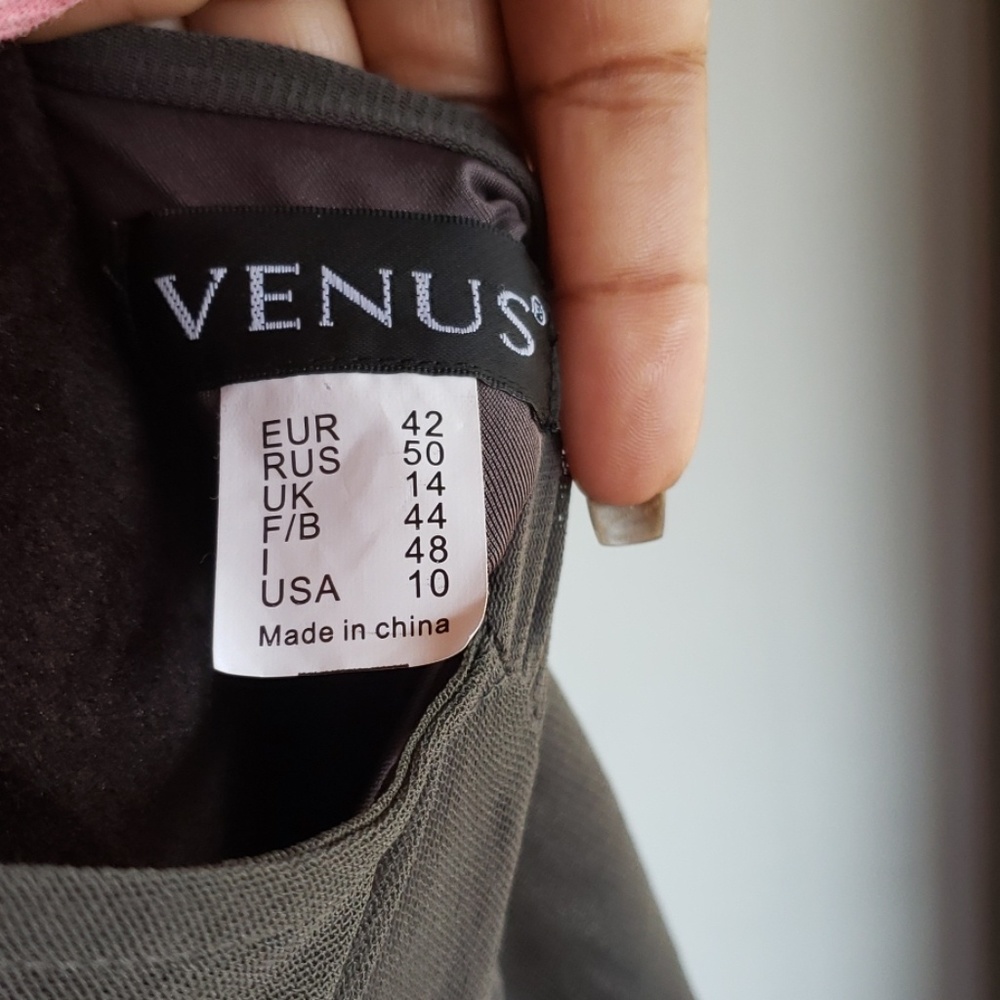 VENUS®
EUR 42
RUS 50
UK 14
F/B 44
I 48
USA 10
Made in china